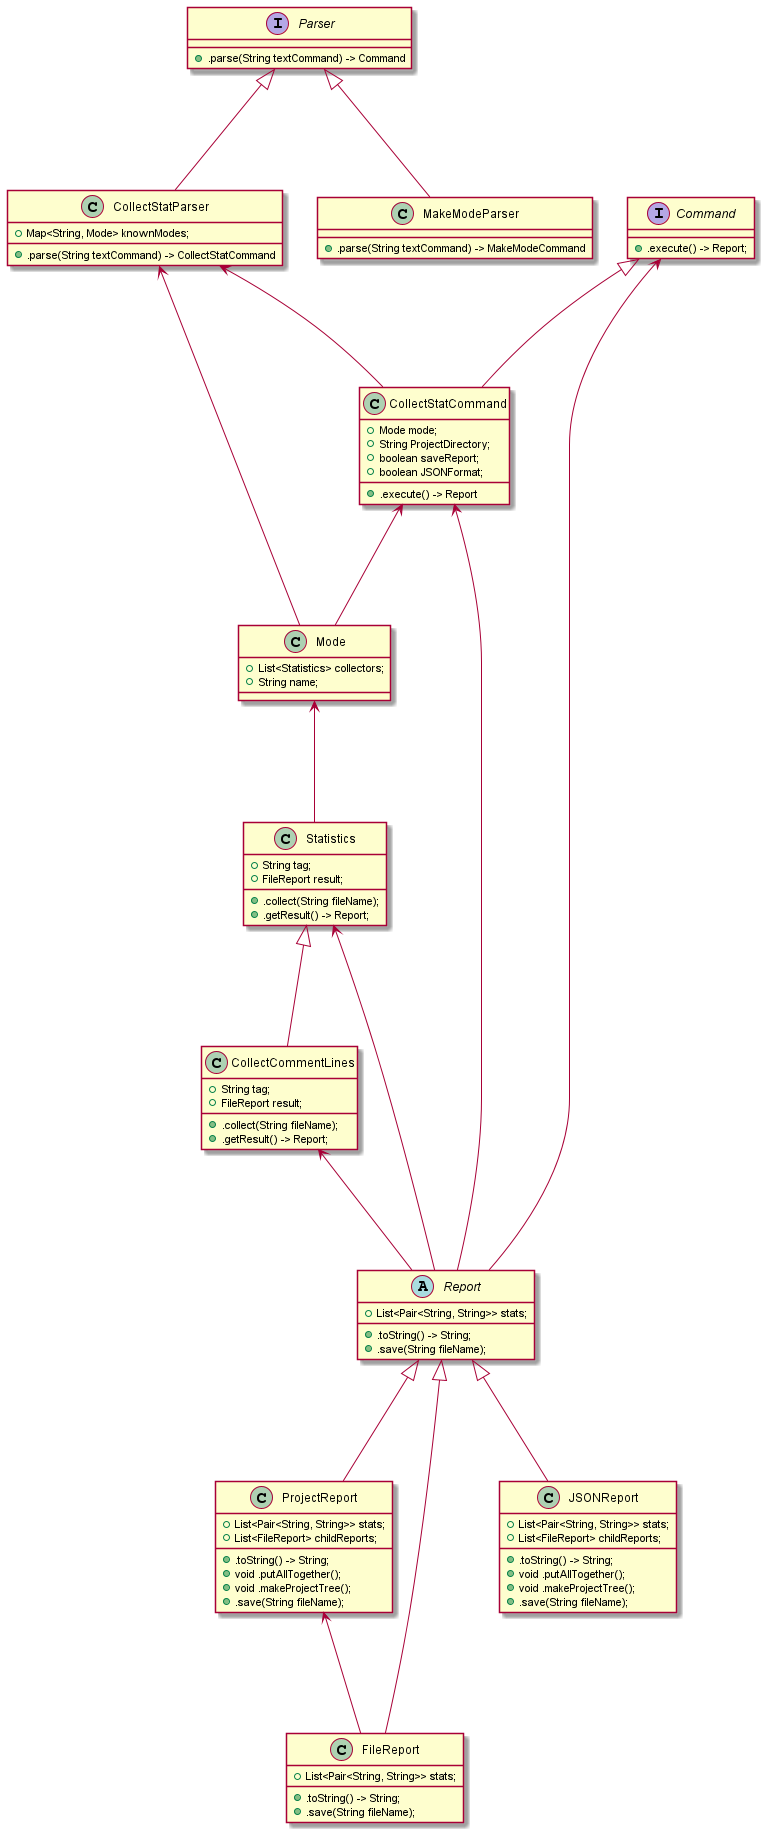 I Parser
.parse(String textCommand) -> Command
C CollectStatParser
Map<String, Mode> knownModes;
.parse(String textCommand) -> CollectStatCommand
C MakeModeParser
.parse(String textCommand) -> MakeModeCommand
I Command
.execute() -> Report;
C CollectStatCommand
Mode mode;
String ProjectDirectory;
boolean saveReport;
boolean JSONFormat;
.execute() -> Report
C Mode
List<Statistics> collectors;
String name;
C Statistics
String tag;
FileReport result;
.collect(String fileName);
.getResult() -> Report;
C CollectCommentLines
String tag;
FileReport result;
.collect(String fileName);
.getResult() -> Report;
A Report
List<Pair<String, String>> stats;
.toString() -> String;
.save(String fileName);
C ProjectReport
List<Pair<String, String>> stats;
List<FileReport> childReports;
.toString() -> String;
void .putAllTogether();
void .makeProjectTree();
.save(String fileName);
C JSONReport
List<Pair<String, String>> stats;
List<FileReport> childReports;
.toString() -> String;
void .putAllTogether();
void .makeProjectTree();
.save(String fileName);
C FileReport
List<Pair<String, String>> stats;
.toString() -> String;
.save(String fileName);